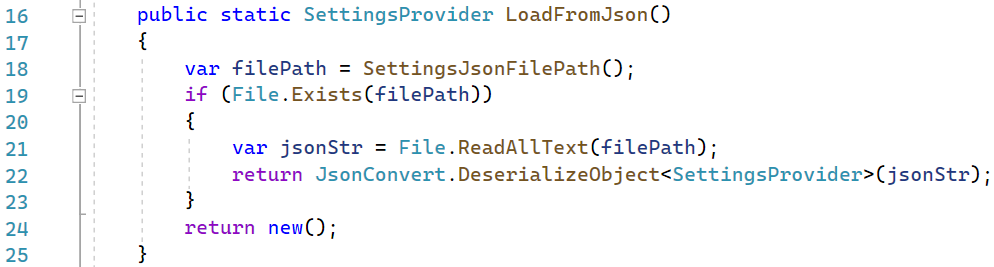 16 public static SettingsProvider LoadFromJson()
17 {
18 var filePath = SettingsJsonFilePath();
19 if (File.Exists(filePath))
20 {
21 var jsonStr = File.ReadAllText(filePath);
22 return JsonConvert.DeserializeObject<SettingsProvider>(jsonStr);
23 }
24 return new();
25 }